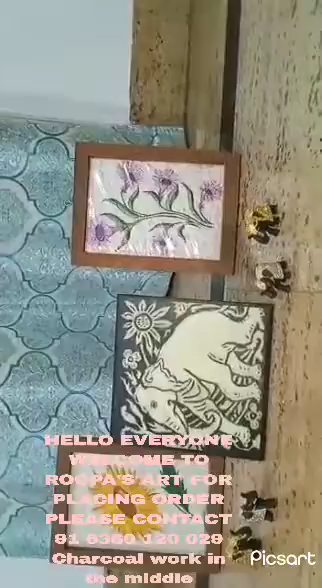 HELLO EVERYONE
WELCOME TO
ROOPA'S ART FOR
PLACING ORDER
PLEASE CONTACT
91 6360 120 029
Charcoal work in
the middle
Picsart